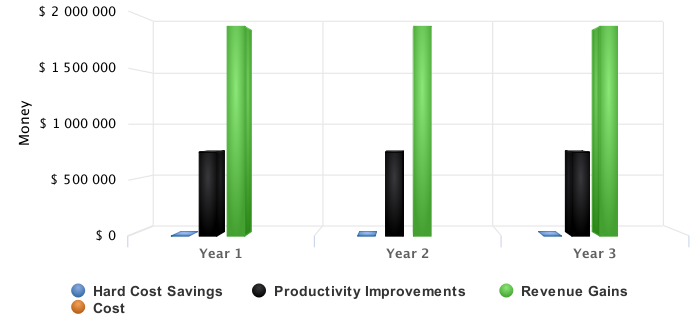 $ 2 000 000
$ 1 500 000
$ 1 000 000
$ 500 000
$ 0
Money
Year 1 Year 2 Year 3
Hard Cost Savings Productivity Improvements Revenue Gains
Cost